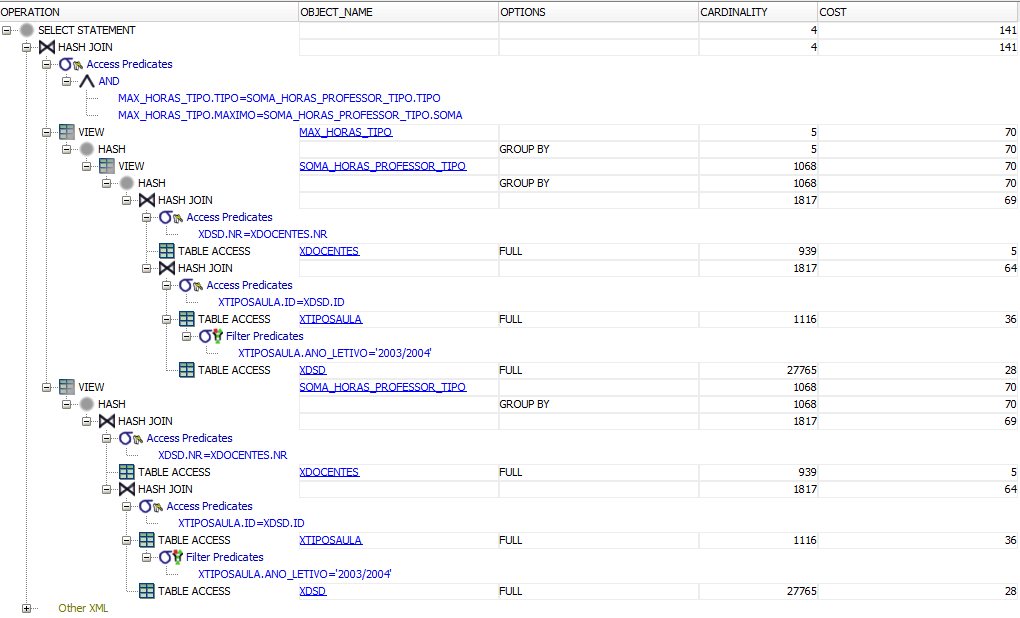 OPERATION OBJECT_NAME OPTIONS CARDINALITY COST
SELECT STATEMENT 4 141
HASH JOIN 4 141
Access Predicates
AND
MAX_HORAS_TIPO.TIPO=SOMA_HORAS_PROFESSOR_TIPO.TIPO
MAX_HORAS_TIPO.MAXIMO=SOMA_HORAS_PROFESSOR_TIPO.SOMA
VIEW MAX_HORAS_TIPO 5 70
HASH GROUP BY 5 70
VIEW SOMA_HORAS_PROFESSOR_TIPO 1068 70
HASH GROUP BY 1068 70
HASH JOIN 1817 69
Access Predicates
XDSD.NR=XDOCENTES.NR
TABLE ACCESS XDOCENTES FULL 939 5
HASH JOIN 1817 64
Access Predicates
XTIPOSAULA.ID=XDSD.ID
TABLE ACCESS XTIPOSAULA FULL 1116 36
Filter Predicates
XTIPOSAULA.ANO_LETIVO='2003/2004'
TABLE ACCESS XDSD FULL 27765 28
VIEW SOMA_HORAS_PROFESSOR_TIPO 1068 70
HASH GROUP BY 1068 70
HASH JOIN 1817 69
Access Predicates
XDSD.NR=XDOCENTES.NR
TABLE ACCESS XDOCENTES FULL 939 5
HASH JOIN 1817 64
Access Predicates
XTIPOSAULA.ID=XDSD.ID
TABLE ACCESS XTIPOSAULA FULL 1116 36
Filter Predicates
XTIPOSAULA.ANO_LETIVO='2003/2004'
TABLE ACCESS XDSD FULL 27765 28
Other XML